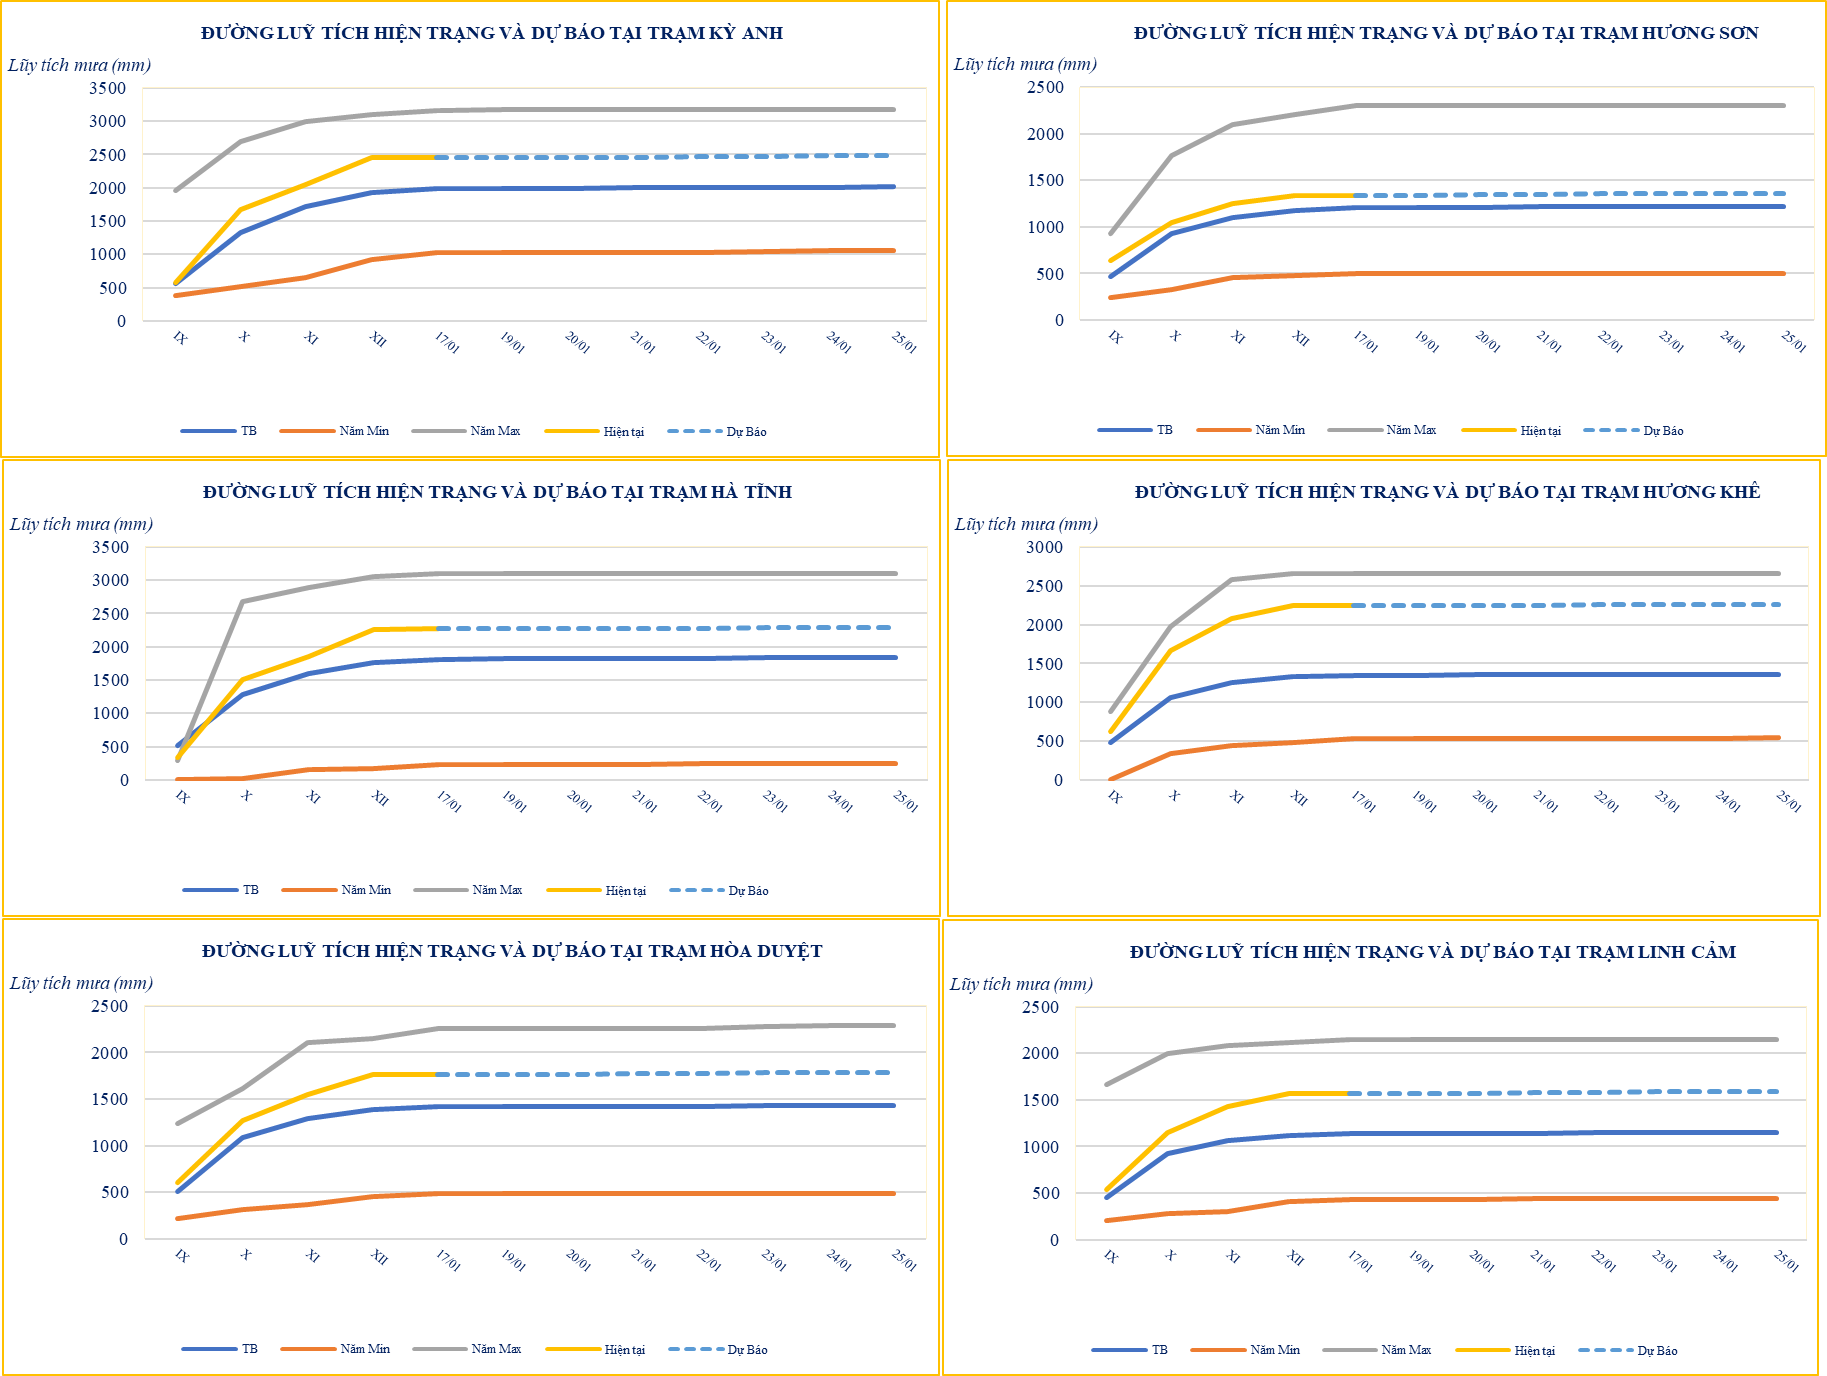 ĐƯỜNG LUỸ TÍCH HIỆN TRẠNG VÀ DỰ BÁO TẠI TRẠM KỲ ANH
Lũy tích mưa (mm)
3500
3000
2500
2000
1500
1000
500
0
IX X XI XII 17/01 19/01 20/01 21/01 22/01 23/01 24/01 25/01
TB Năm Min Năm Max Hiện tại Dự Báo
ĐƯỜNG LUỸ TÍCH HIỆN TRẠNG VÀ DỰ BÁO TẠI TRẠM HƯƠNG SƠN
Lũy tích mưa (mm)
2500
2000
1500
1000
500
0
IX X XI XII 17/01 19/01 20/01 21/01 22/01 23/01 24/01 25/01
TB Năm Min Năm Max Hiện tại Dự Báo
ĐƯỜNG LUỸ TÍCH HIỆN TRẠNG VÀ DỰ BÁO TẠI TRẠM HÀ TĨNH
Lũy tích mưa (mm)
3500
3000
2500
2000
1500
1000
500
0
IX X XI XII 17/01 19/01 20/01 21/01 22/01 23/01 24/01 25/01
TB Năm Min Năm Max Hiện tại Dự Báo
ĐƯỜNG LUỸ TÍCH HIỆN TRẠNG VÀ DỰ BÁO TẠI TRẠM HƯƠNG KHÊ
Lũy tích mưa (mm)
3000
2500
2000
1500
1000
500
0
IX X XI XII 17/01 19/01 20/01 21/01 22/01 23/01 24/01 25/01
ĐƯỜNG LUỸ TÍCH HIỆN TRẠNG VÀ DỰ BÁO TẠI TRẠM HÒA DUYỆT
Lũy tích mưa (mm)
2500
2000
1500
1000
500
0
IX X XI XII 17/01 19/01 20/01 21/01 22/01 23/01 24/01 25/01
TB Năm Min Năm Max Hiện tại Dự Báo
ĐƯỜNG LUỸ TÍCH HIỆN TRẠNG VÀ DỰ BÁO TẠI TRẠM LINH CẢM
Lũy tích mưa (mm)
2500
2000
1500
1000
500
0
IX X XI XII 17/01 19/01 20/01 21/01 22/01 23/01 24/01 25/01
TB Năm Min Năm Max Hiện tại Dự Báo